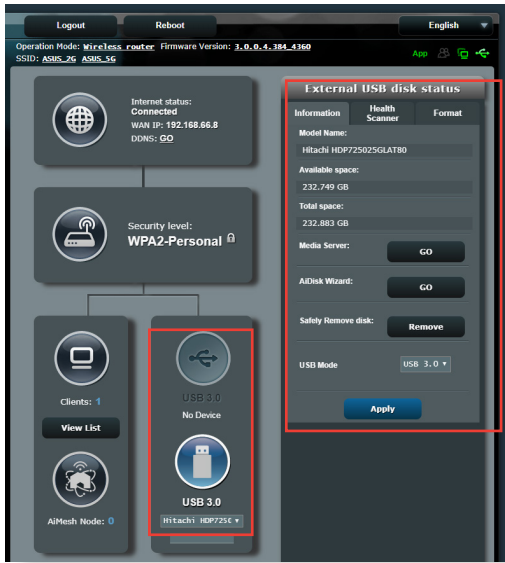 Logout Reboot English
Operation Mode: Wireless router Firmware Version: 3.0.0.4.384_4360
SSID: ASUS_2G ASUS_5G
App
Internet status:
Connected
WAN IP: 192.168.66.8
DDNS: GO
Security level:
WPA2-Personal
Clients: 1
View List
AiMesh Node: 0
USB 3.0
No Device
USB 3.0
Hitachi HDP725C
External USB disk status
Information Health Scanner Format
Model Name:
Hitachi HDP725025GLAT80
Available space:
232.749 GB
Total space:
232.883 GB
Media Server: GO
AiDisk Wizard: GO
Safely Remove disk: Remove
USB Mode USB 3.0
Apply